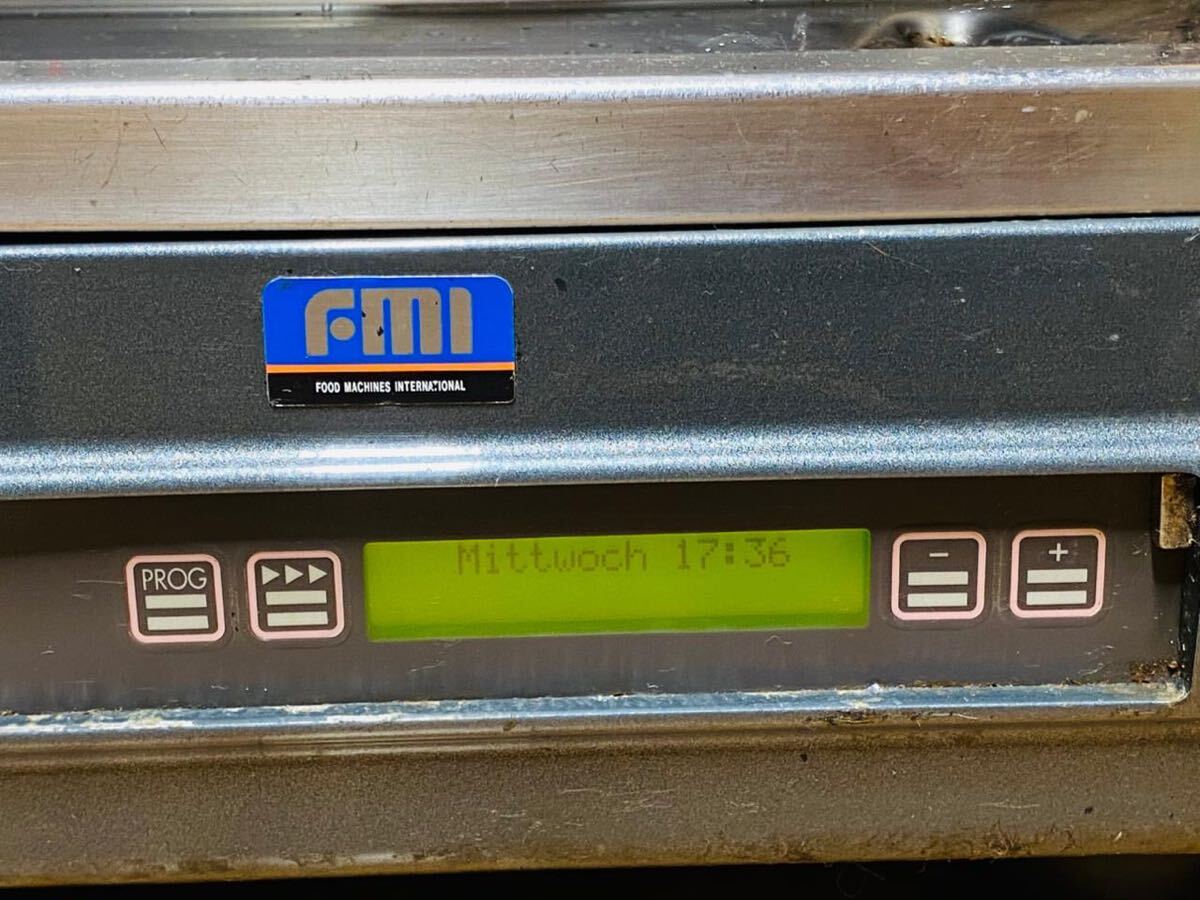 FMI
FOOD MACHINES INTERNATIONAL
PROG
Mittwoch 17:36
-
+